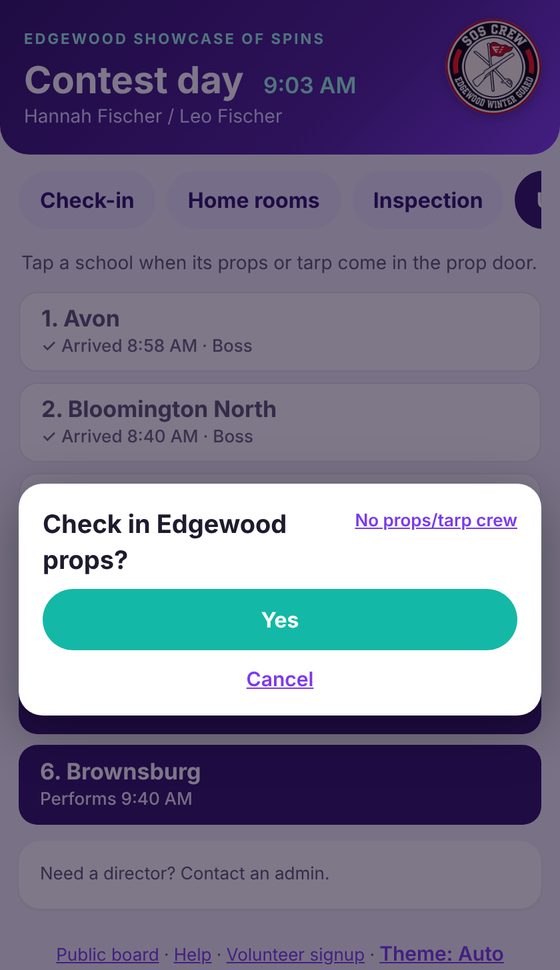 EDGEWOOD SHOWCASE OF SPINS
Contest day 9:03 AM
Hannah Fischer / Leo Fischer
SOS CREW
EDGEWOOD WINTER GUARD
Check-in
Home rooms
Inspection
Tap a school when its props or tarp come in the prop door.
1. Avon
✓ Arrived 8:58 AM · Boss
2. Bloomington North
✓ Arrived 8:40 AM · Boss
Check in Edgewood
props?
No props/tarp crew
Yes
Cancel
6. Brownsburg
Performs 9:40 AM
Need a director? Contact an admin.
Public board · Help · Volunteer signup · Theme: Auto